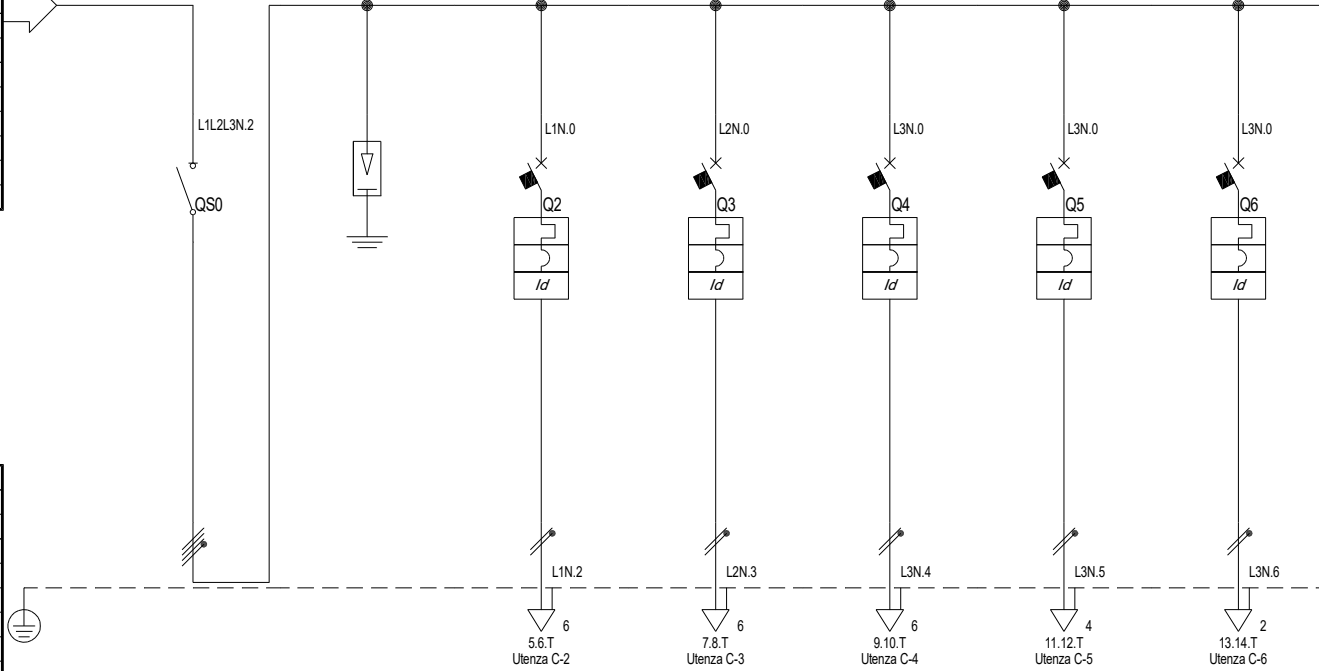 L1L2L3N.2
L1N.0
L2N.0
L3N.0
L3N.0
L3N.0
QS0
Q2
Q3
Q4
Q5
Q6
Id
Id
Id
Id
Id
L1N.2
L2N.3
L3N.4
L3N.5
L3N.6
6
6
6
4
2
5.6.T
7.8.T
9.10.T
11.12.T
13.14.T
Utenza C-2
Utenza C-3
Utenza C-4
Utenza C-5
Utenza C-6